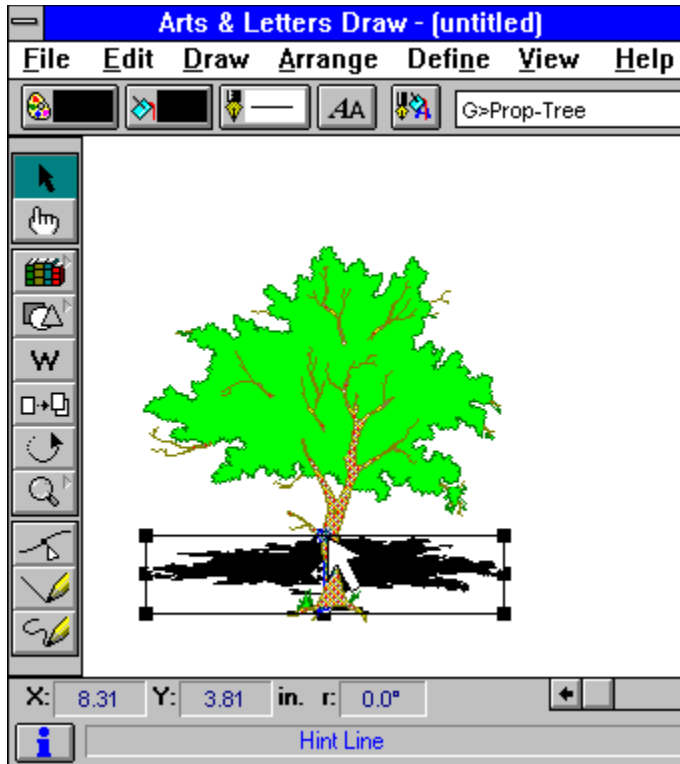 Arts & Letters Draw - (untitled)
File Edit Draw Arrange Define View Help
AA A G>Prop-Tree
W
X: 8.31 Y: 3.81 in. r: 0.0°
i Hint Line